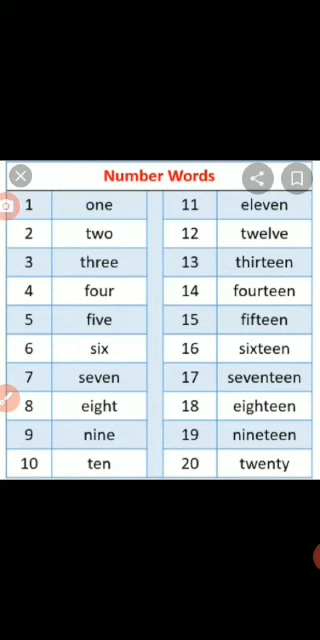 Number Words
1 one 11 eleven
2 two 12 twelve
3 three 13 thirteen
4 four 14 fourteen
5 five 15 fifteen
6 six 16 sixteen
7 seven 17 seventeen
8 eight 18 eighteen
9 nine 19 nineteen
10 ten 20 twenty